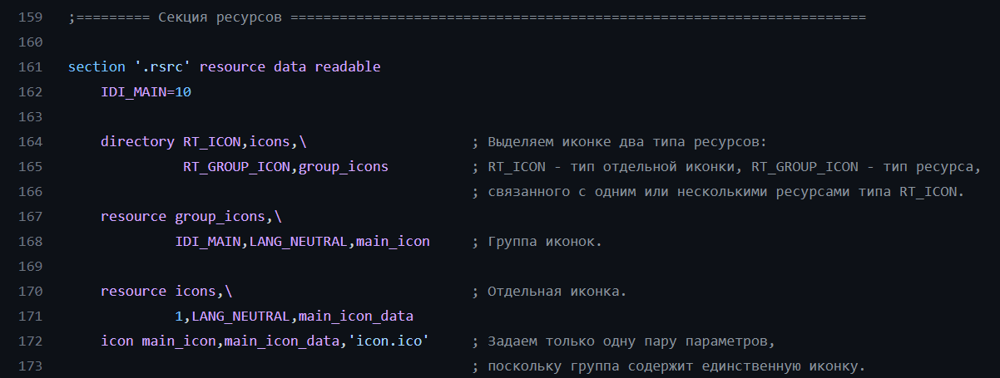 159 ;========= Секция ресурсов ======================================================================
160
161 section '.rsrc' resource data readable
162 IDI_MAIN=10
163
164 directory RT_ICON,icons,\ ; Выделяем иконке два типа ресурсов:
165 RT_GROUP_ICON,group_icons ; RT_ICON - тип отдельной иконки, RT_GROUP_ICON - тип ресурса,
166 ; связанного с одним или несколькими ресурсами типа RT_ICON.
167 resource group_icons,\
168 IDI_MAIN,LANG_NEUTRAL,main_icon ; Группа иконок.
169
170 resource icons,\ ; Отдельная иконка.
171 1,LANG_NEUTRAL,main_icon_data
172 icon main_icon,main_icon_data,'icon.ico' ; Задаем только одну пару параметров,
173 ; поскольку группа содержит единственную иконку.